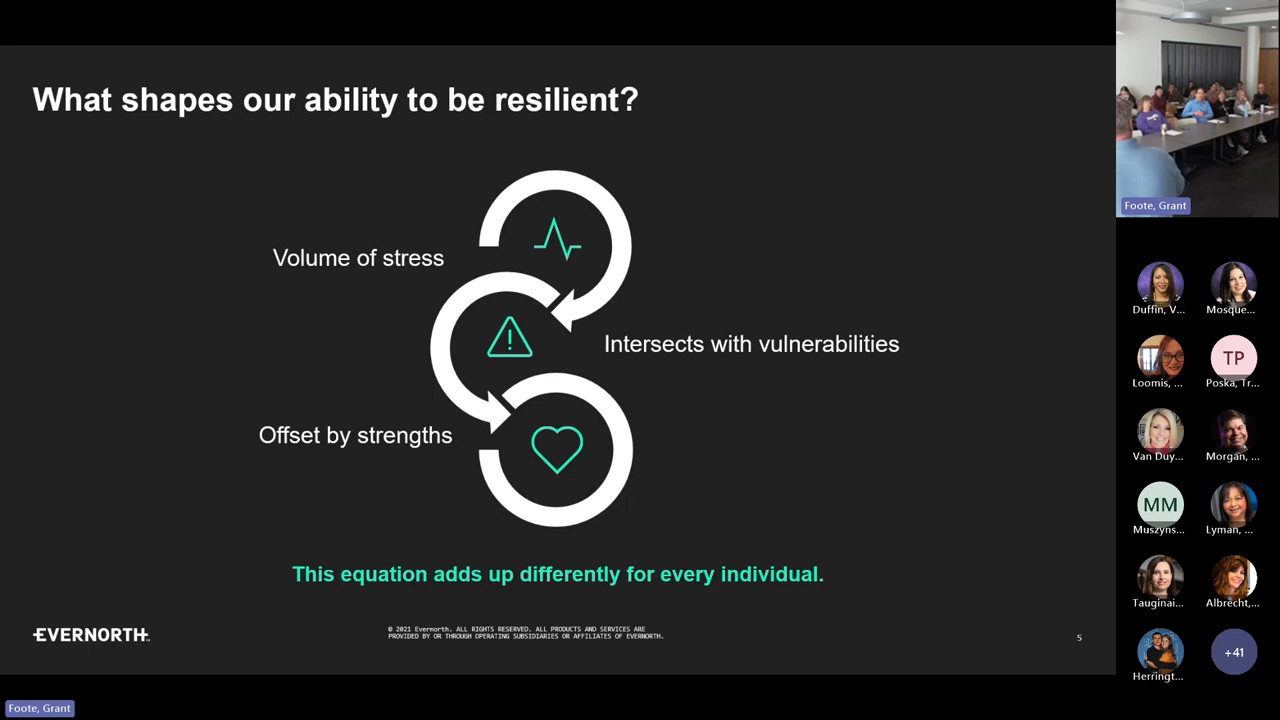 What shapes our ability to be resilient?
Volume of stress
Intersects with vulnerabilities
Offset by strengths
This equation adds up differently for every individual.
EVERNORTH
© 2021 Evernorth. ALL RIGHTS RESERVED. ALL PRODUCTS AND SERVICES ARE
PROVIDED BY OR THROUGH OPERATING SUBSIDIARIES OR AFFILIATES OF EVERNORTH.
5
Foote, Grant
Duffin, V...
Mosque...
Loomis, ...
TP
Poska, Tr...
Van Duy...
Morgan, ...
MM
Muszyns...
Lyman, ...
Tauginai...
Albrecht,...
Herringt...
+41
Foote, Grant